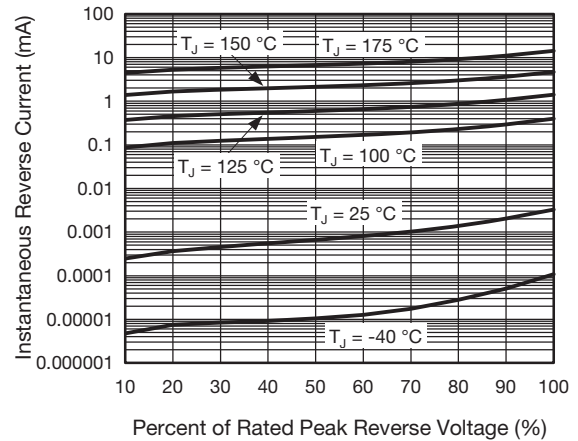 Instantaneous Reverse Current (mA)
100
10
1
0.1
0.01
0.001
0.0001
0.00001
0.000001
T_J = 150 °C
T_J = 175 °C
T_J = 125 °C
T_J = 100 °C
T_J = 25 °C
T_J = -40 °C
10 20 30 40 50 60 70 80 90 100
Percent of Rated Peak Reverse Voltage (%)